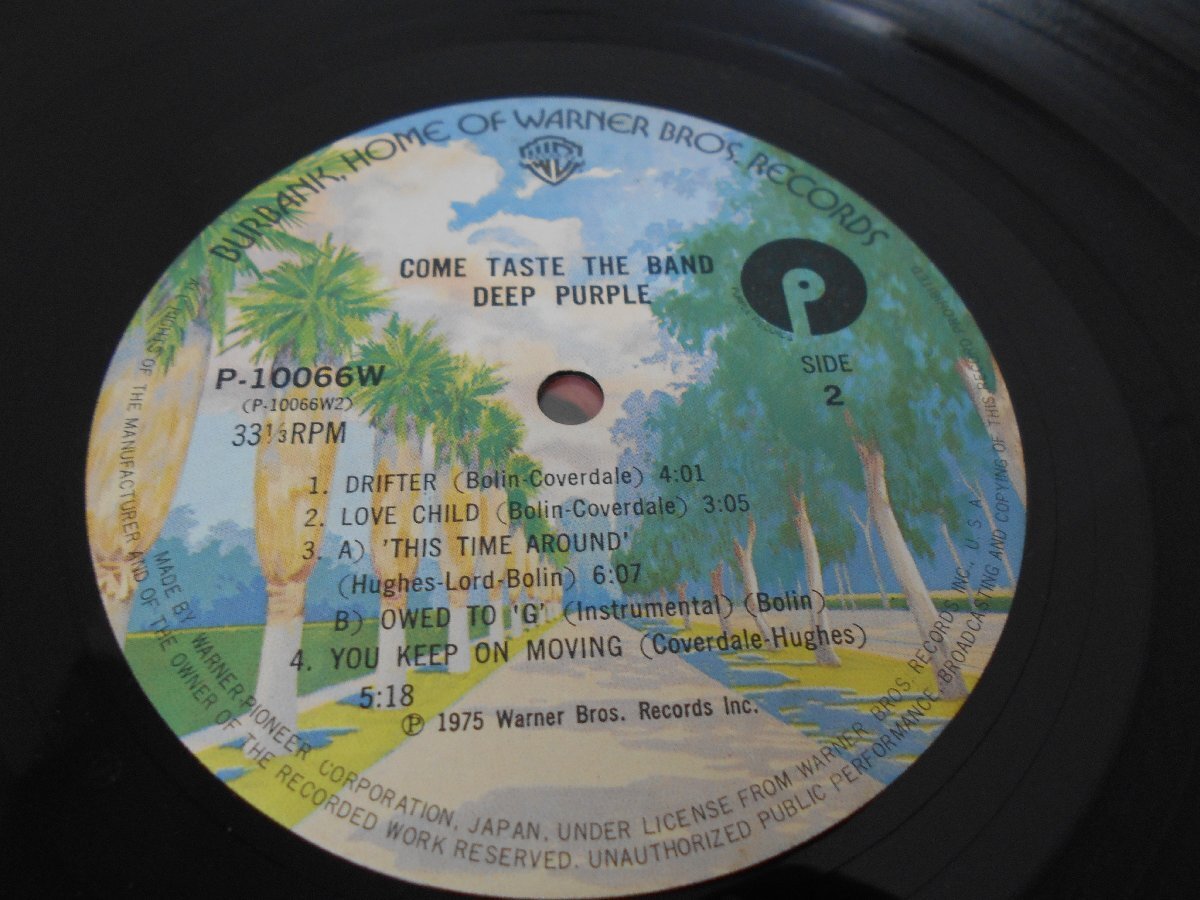 BURBANK, HOME OF WARNER BROS. RECORDS
COME TASTE THE BAND
DEEP PURPLE
SIDE
2
P-10066W
(P-10066W2)
33⅓RPM
1. DRIFTER (Bolin-Coverdale) 4:01
2. LOVE CHILD (Bolin-Coverdale) 3:05
3. A) 'THIS TIME AROUND'
(Hughes-Lord-Bolin) 6:07
B) OWED TO 'G' (Instrumental) (Bolin)
4. YOU KEEP ON MOVING (Coverdale-Hughes)
5:18
Ⓟ 1975 Warner Bros. Records Inc.
MADE BY WARNER-PIONEER CORPORATION, JAPAN, UNDER LICENSE FROM WARNER BROS. RECORDS INC., U.S.A.
RIGHTS OF THE MANUFACTURER AND OF THE OWNER OF THE RECORDED WORK RESERVED. UNAUTHORIZED PUBLIC PERFORMANCE, BROADCASTING AND COPYING OF THIS RECORD PROHIBITED